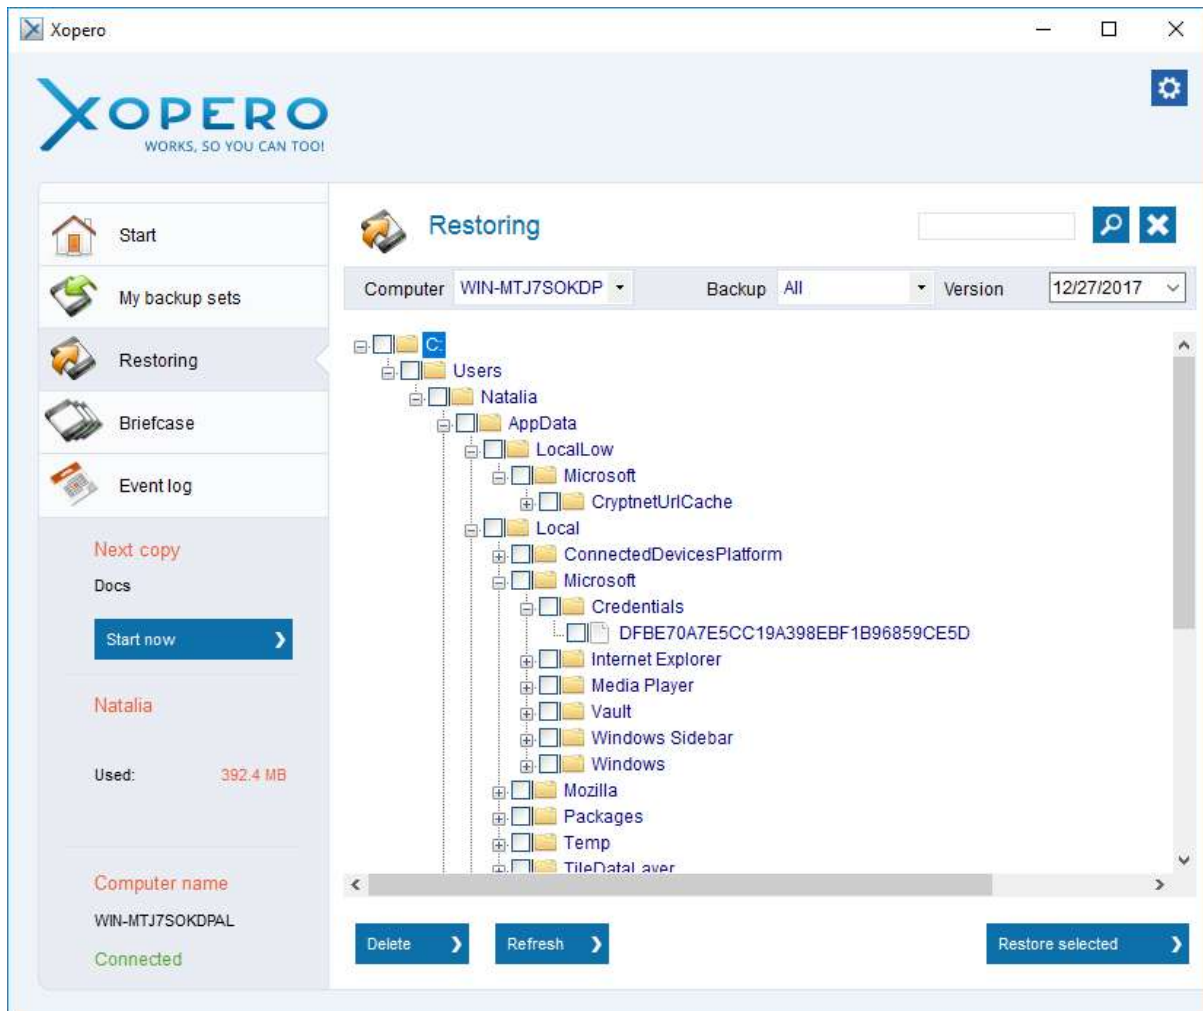 Xopero
XOPERO
WORKS, SO YOU CAN TOO!
Start
My backup sets
Restoring
Briefcase
Event log
Next copy
Docs
Start now
Natalia
Used: 392.4 MB
Computer name
WIN-MTJ7SOKDPAL
Connected
Restoring
Computer WIN-MTJ7SOKDP Backup All Version 12/27/2017
C:
Users
Natalia
AppData
LocalLow
Microsoft
CryptnetUrlCache
Local
ConnectedDevicesPlatform
Microsoft
Credentials
DFBE70A7E5CC19A398EBF1B96859CE5D
Internet Explorer
Media Player
Vault
Windows Sidebar
Windows
Mozilla
Packages
Temp
TileDataLayer
Delete Refresh Restore selected